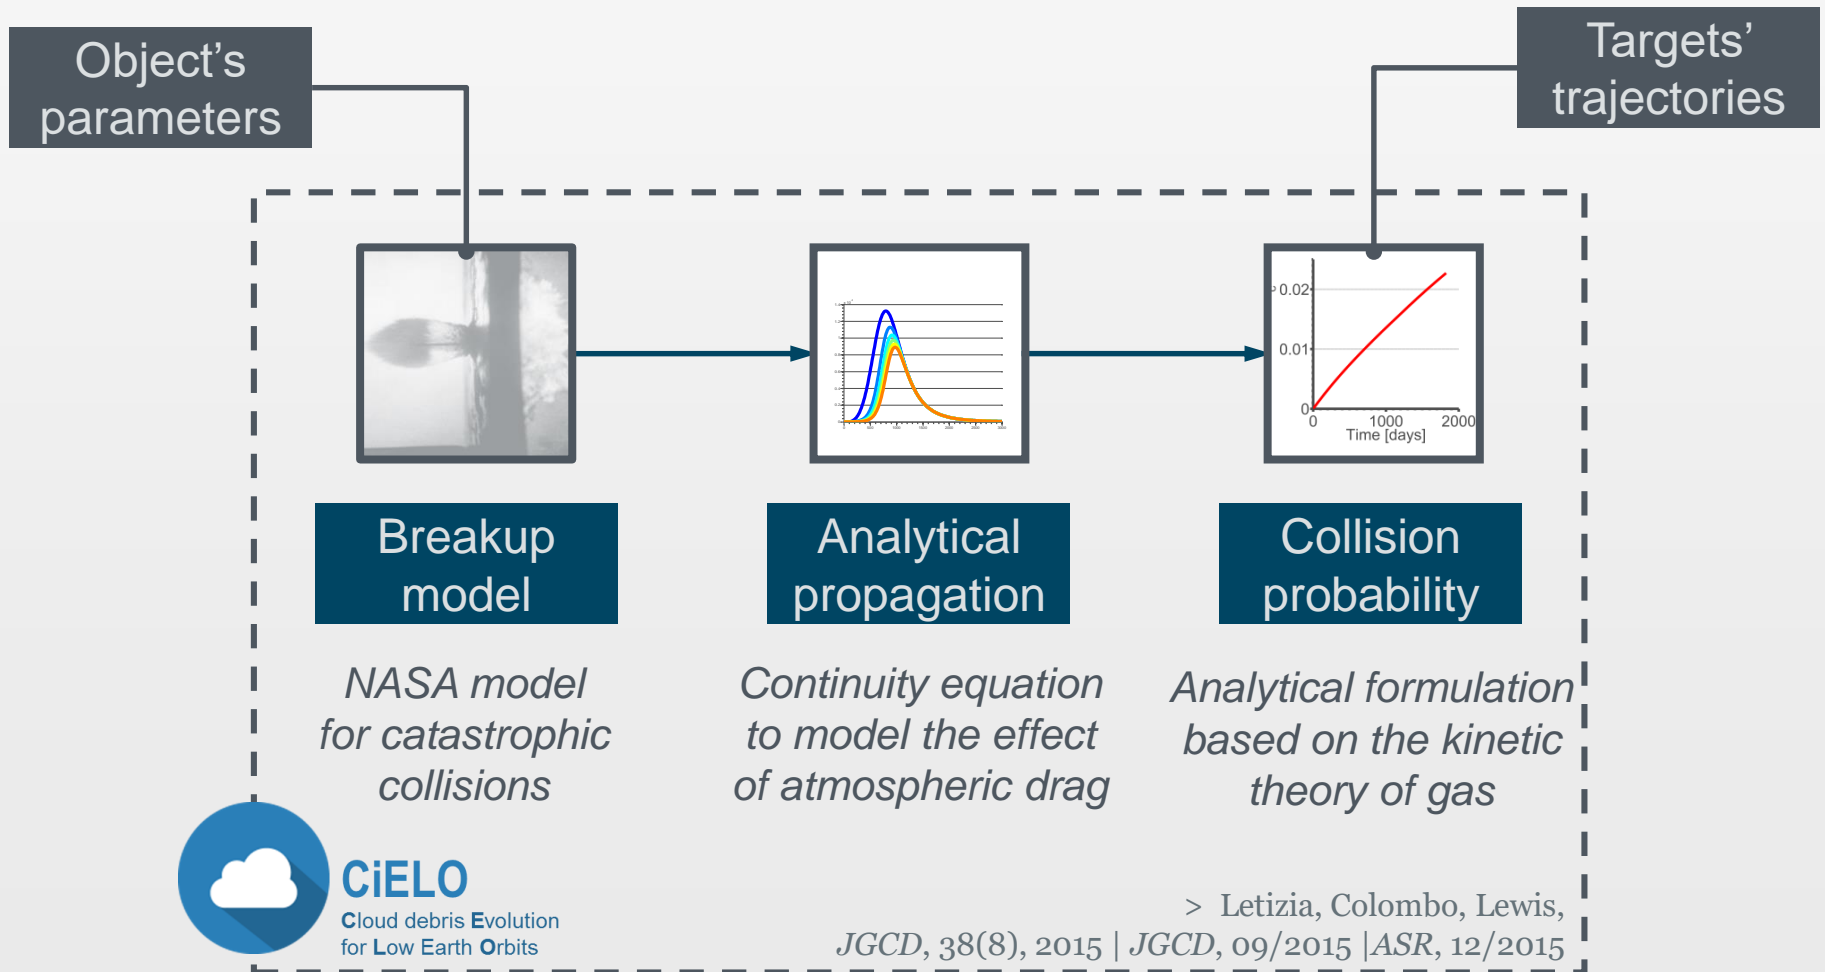 Object's
parameters
Targets'
trajectories
0.02
0.01
0
0
1000
2000
Time [days]
Breakup
model
Analytical
propagation
Collision
probability
NASA model
for catastrophic
collisions
Continuity equation
to model the effect
of atmospheric drag
Analytical formulation
based on the kinetic
theory of gas
CiELO
Cloud debris Evolution
for Low Earth Orbits
> Letizia, Colombo, Lewis,
JGCD, 38(8), 2015 | JGCD, 09/2015 |ASR, 12/2015